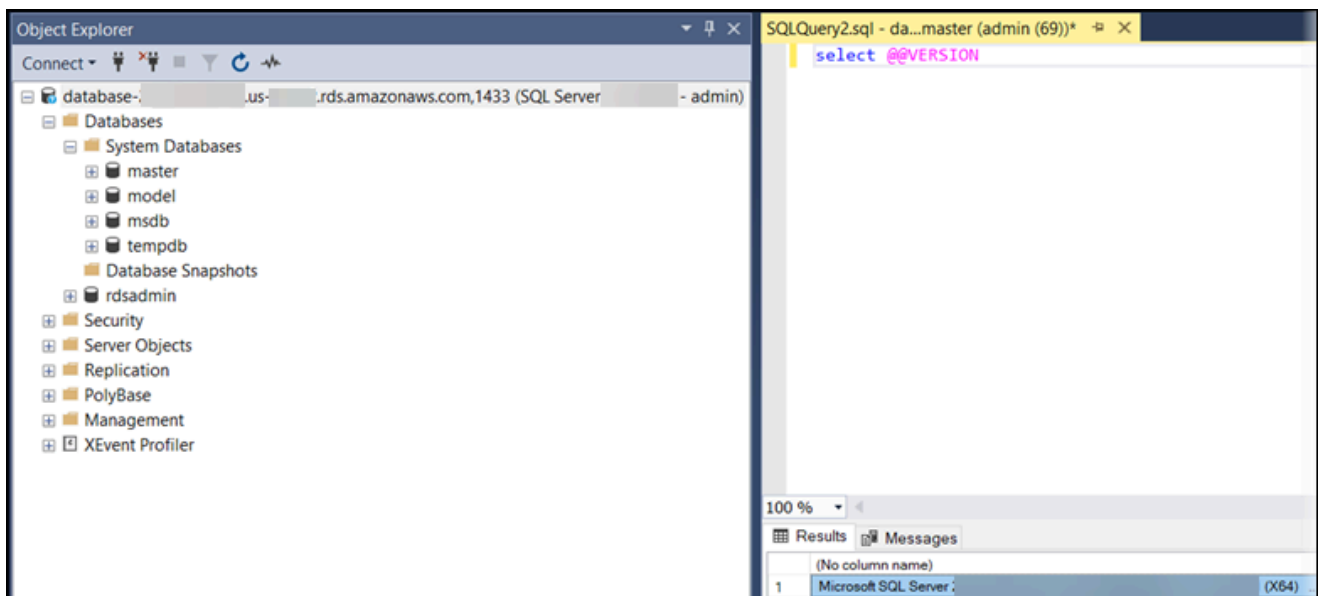 Object Explorer
Connect
database- .us- .rds.amazonaws.com,1433 (SQL Server - admin)
Databases
System Databases
master
model
msdb
tempdb
Database Snapshots
rdsadmin
Security
Server Objects
Replication
PolyBase
Management
XEvent Profiler
SQLQuery2.sql - da...master (admin (69))*
select @@VERSION
100 %
Results Messages
(No column name)
1 Microsoft SQL Server (X64) ...